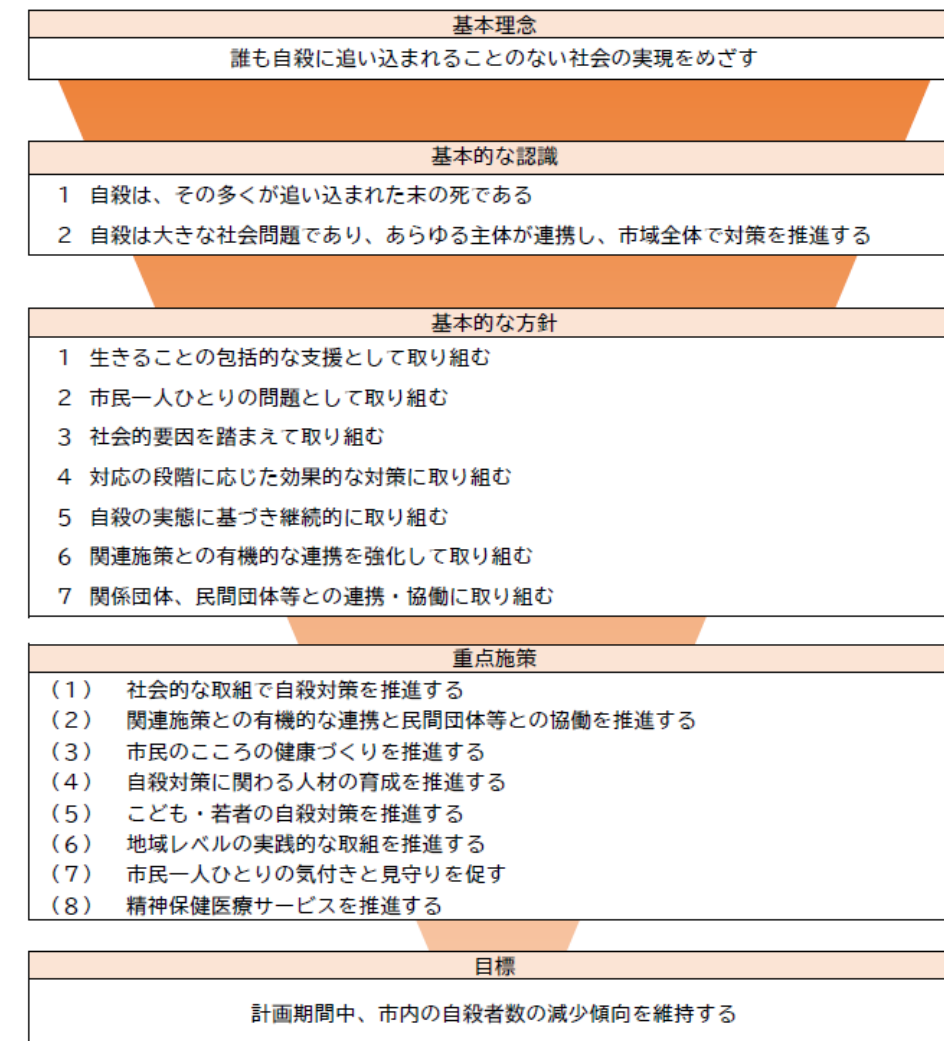 基本理念
誰も自殺に追い込まれることのない社会の実現をめざす
基本的な認識
1 自殺は、その多くが追い込まれた末の死である
2 自殺は大きな社会問題であり、あらゆる主体が連携し、市域全体で対策を推進する
基本的な方針
1 生きることの包括的な支援として取り組む
2 市民一人ひとりの問題として取り組む
3 社会的要因を踏まえて取り組む
4 対応の段階に応じた効果的な対策に取り組む
5 自殺の実態に基づき継続的に取り組む
6 関連施策との有機的な連携を強化して取り組む
7 関係団体、民間団体等との連携・協働に取り組む
重点施策
(1) 社会的な取組で自殺対策を推進する
(2) 関連施策との有機的な連携と民間団体等との協働を推進する
(3) 市民のこころの健康づくりを推進する
(4) 自殺対策に関わる人材の育成を推進する
(5) こども・若者の自殺対策を推進する
(6) 地域レベルの実践的な取組を推進する
(7) 市民一人ひとりの気付きと見守りを促す
(8) 精神保健医療サービスを推進する
目標
計画期間中、市内の自殺者数の減少傾向を維持する